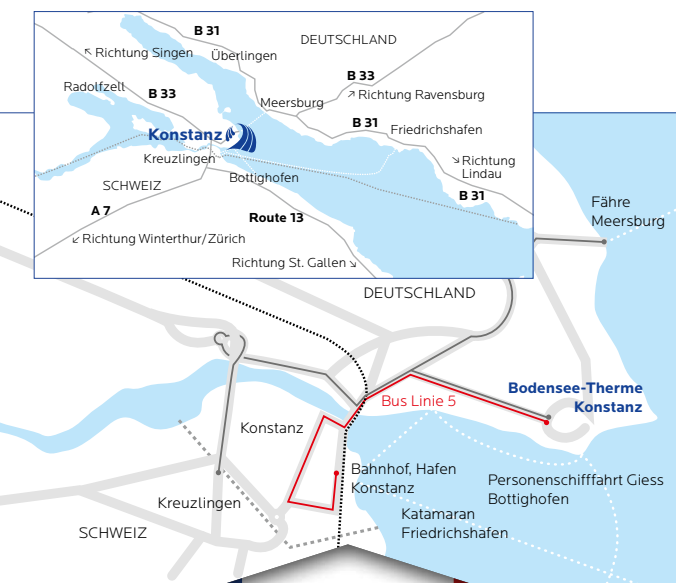 B 31
DEUTSCHLAND
↖ Richtung Singen
Überlingen
B 33
Radolfzell
B 33
↗ Richtung Ravensburg
Meersburg
B 31
Friedrichshafen
Konstanz
Kreuzlingen
↘ Richtung
Lindau
Bottighofen
SCHWEIZ
B 31
A 7
Route 13
↙ Richtung Winterthur/Zürich
Richtung St. Gallen ↘
Fähre
Meersburg
DEUTSCHLAND
Bodensee-Therme
Konstanz
Bus Linie 5
Konstanz
Bahnhof, Hafen
Konstanz
Personenschifffahrt Giess
Bottighofen
Kreuzlingen
Katamaran
Friedrichshafen
SCHWEIZ